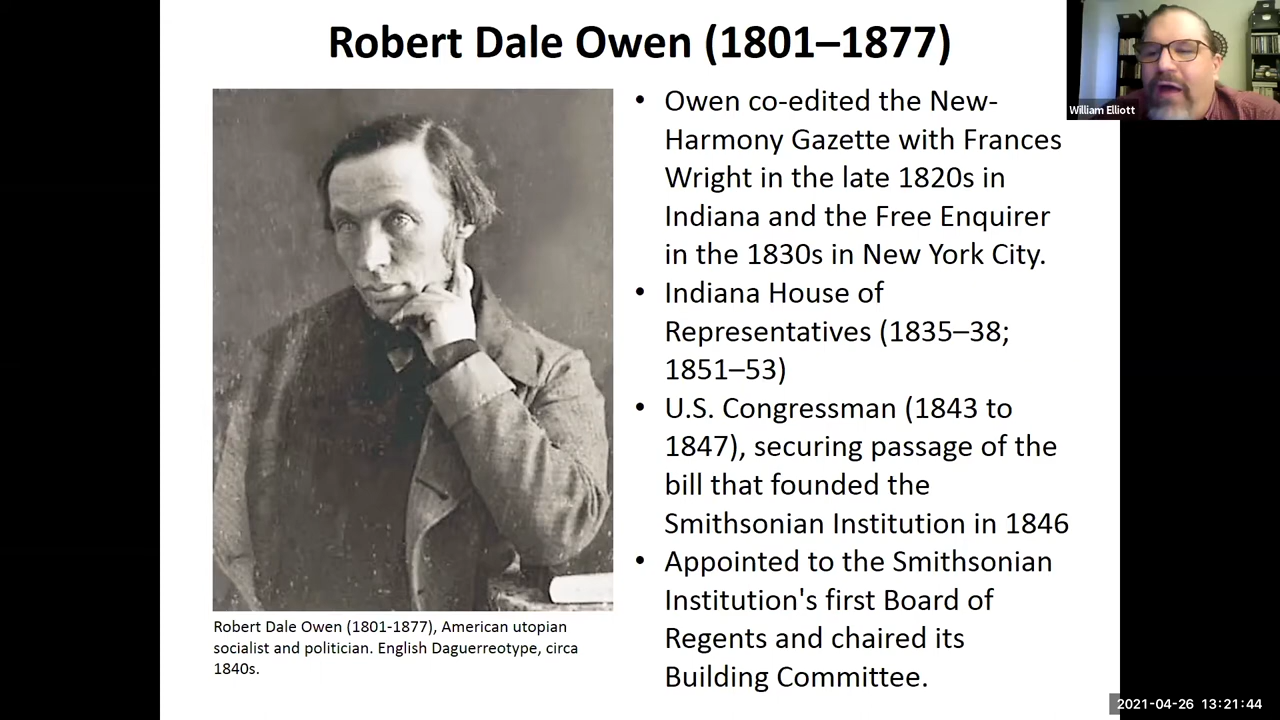 Robert Dale Owen (1801–1877)
• Owen co-edited the New-
Harmony Gazette with Frances
Wright in the late 1820s in
Indiana and the Free Enquirer
in the 1830s in New York City.
• Indiana House of
Representatives (1835–38;
1851–53)
• U.S. Congressman (1843 to
1847), securing passage of the
bill that founded the
Smithsonian Institution in 1846
• Appointed to the Smithsonian
Institution's first Board of
Regents and chaired its
Building Committee.
Robert Dale Owen (1801-1877), American utopian
socialist and politician. English Daguerreotype, circa
1840s.
William Elliott
2021-04-26 13:21:44